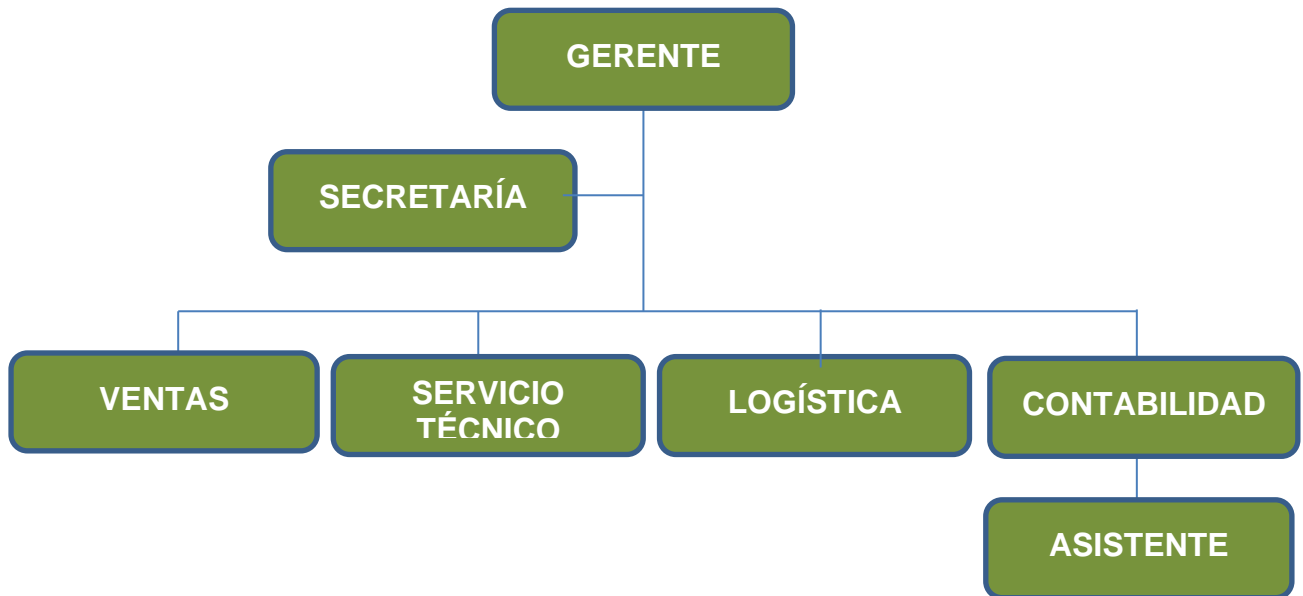 GERENTE
SECRETARÍA
VENTAS
SERVICIO
TÉCNICO
LOGÍSTICA
CONTABILIDAD
ASISTENTE